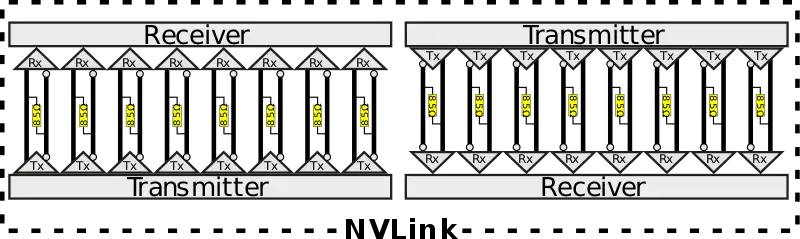 Receiver Transmitter
Rx Rx Rx Rx Rx Rx Rx Rx Tx Tx Tx Tx Tx Tx Tx Tx
85Ω 85Ω 85Ω 85Ω 85Ω 85Ω 85Ω 85Ω 85Ω 85Ω 85Ω 85Ω 85Ω 85Ω 85Ω 85Ω
Tx Tx Tx Tx Tx Tx Tx Tx Rx Rx Rx Rx Rx Rx Rx Rx
Transmitter Receiver
NVLink